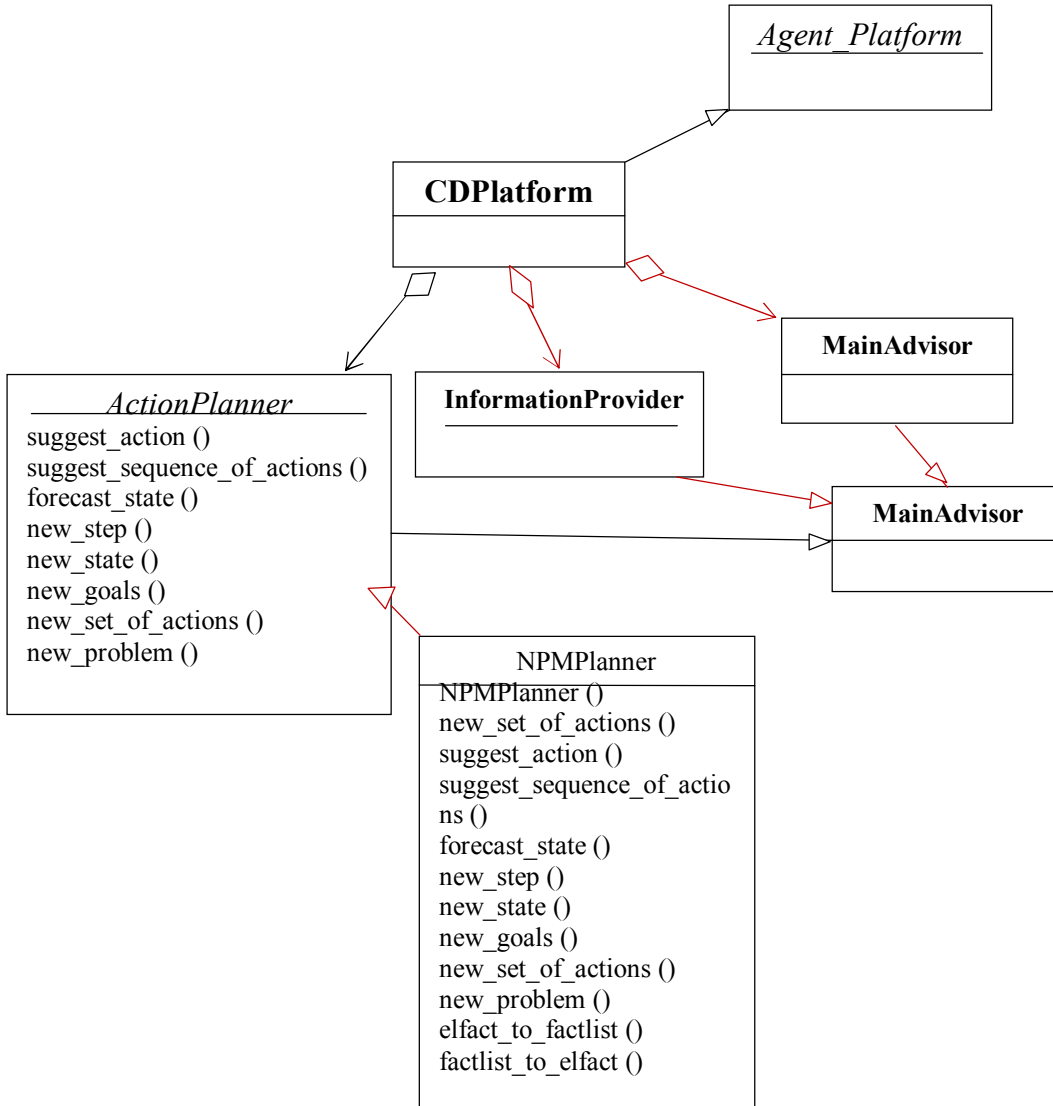 Agent_Platform
CDPlatform
MainAdvisor
InformationProvider
ActionPlanner
suggest_action ()
suggest_sequence_of_actions ()
forecast_state ()
new_step ()
new_state ()
new_goals ()
new_set_of_actions ()
new_problem ()
MainAdvisor
NPMPlanner
NPMPlanner ()
new_set_of_actions ()
suggest_action ()
suggest_sequence_of_actio
ns ()
forecast_state ()
new_step ()
new_state ()
new_goals ()
new_set_of_actions ()
new_problem ()
elfact_to_factlist ()
factlist_to_elfact ()